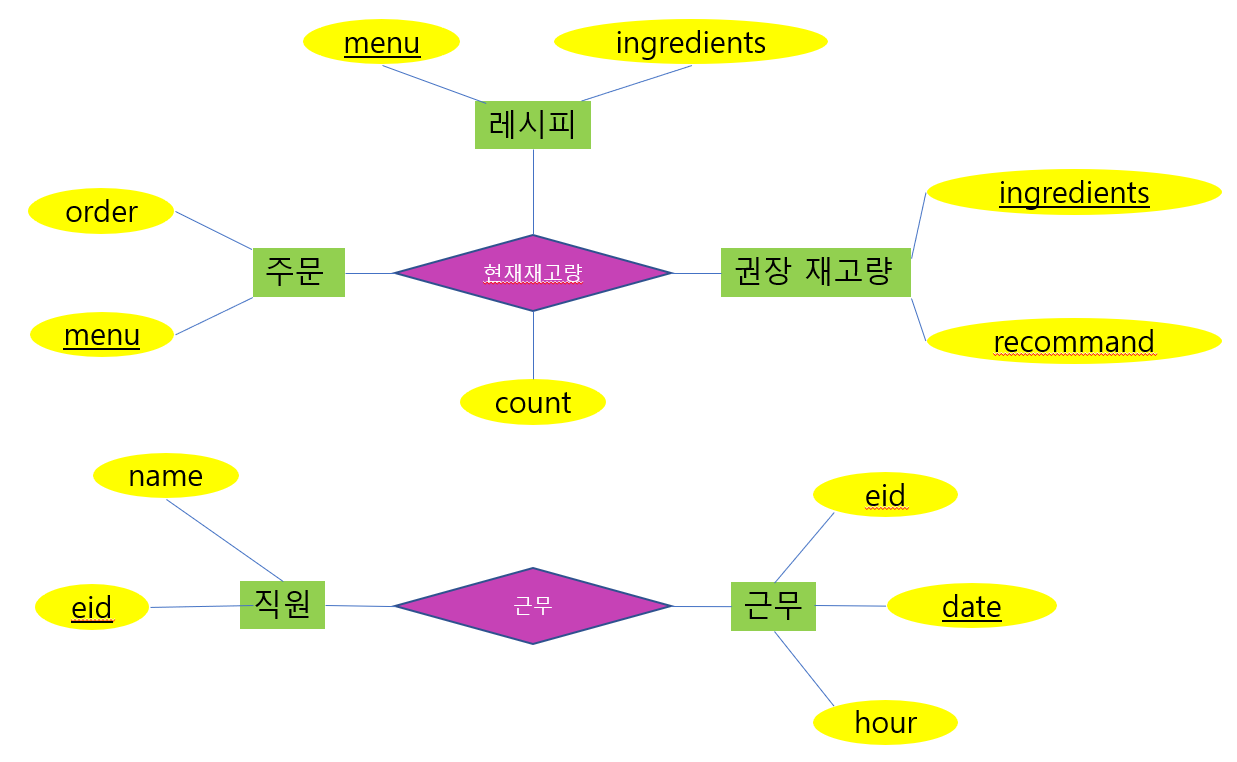 menu
ingredients
레시피
order
주문
menu
현재재고량
권장 재고량
ingredients
recommand
count
name
eid
직원
근무
근무
eid
date
hour